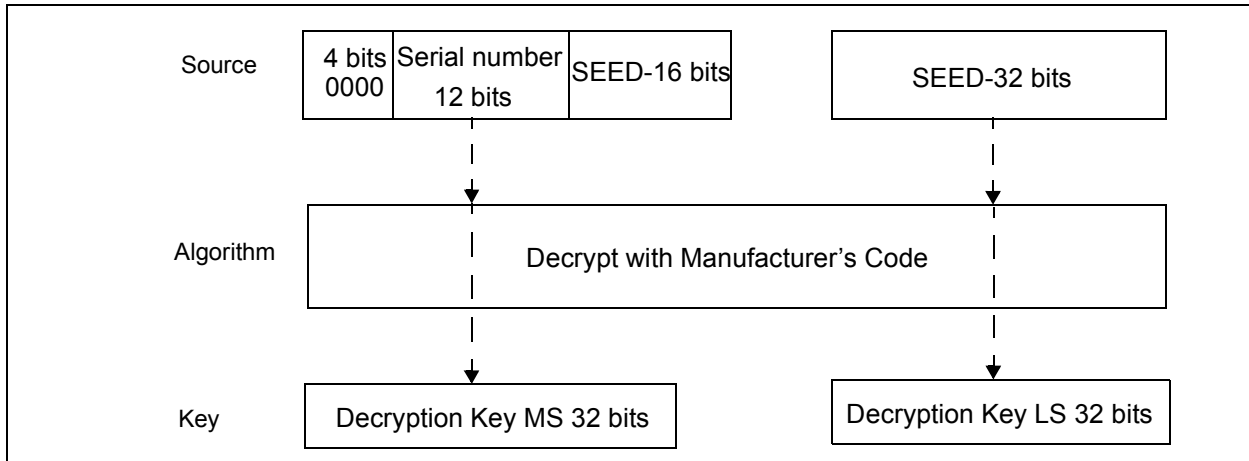 Source
4 bits
0000
Serial number
12 bits
SEED-16 bits
SEED-32 bits
Algorithm
Decrypt with Manufacturer’s Code
Key
Decryption Key MS 32 bits
Decryption Key LS 32 bits